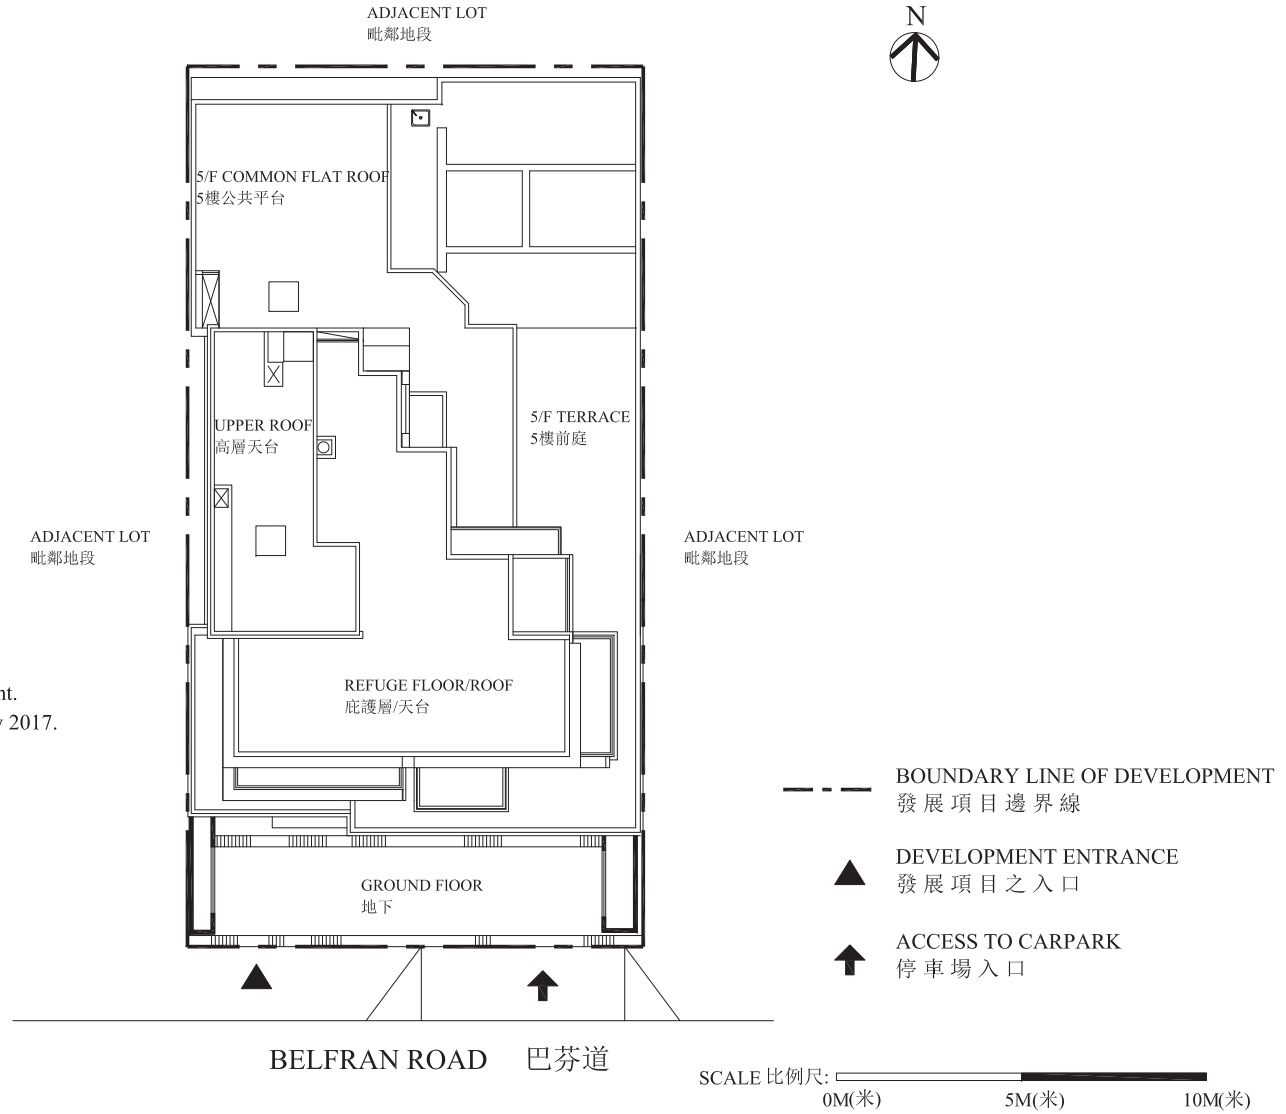 ADJACENT LOT
毗鄰地段
N
5/F COMMON FLAT ROOF
5樓公共平台
UPPER ROOF
高層天台
5/F TERRACE
5樓前庭
ADJACENT LOT
毗鄰地段
ADJACENT LOT
毗鄰地段
REFUGE FLOOR/ROOF
庇護層/天台
2017.
BOUNDARY LINE OF DEVELOPMENT
發展項目邊界線
DEVELOPMENT ENTRANCE
發展項目之入口
GROUND FlOOR
地下
ACCESS TO CARPARK
停車場入口
BELFRAN ROAD 巴芬道
SCALE 比例尺:
0M(米) 5M(米) 10M(米)